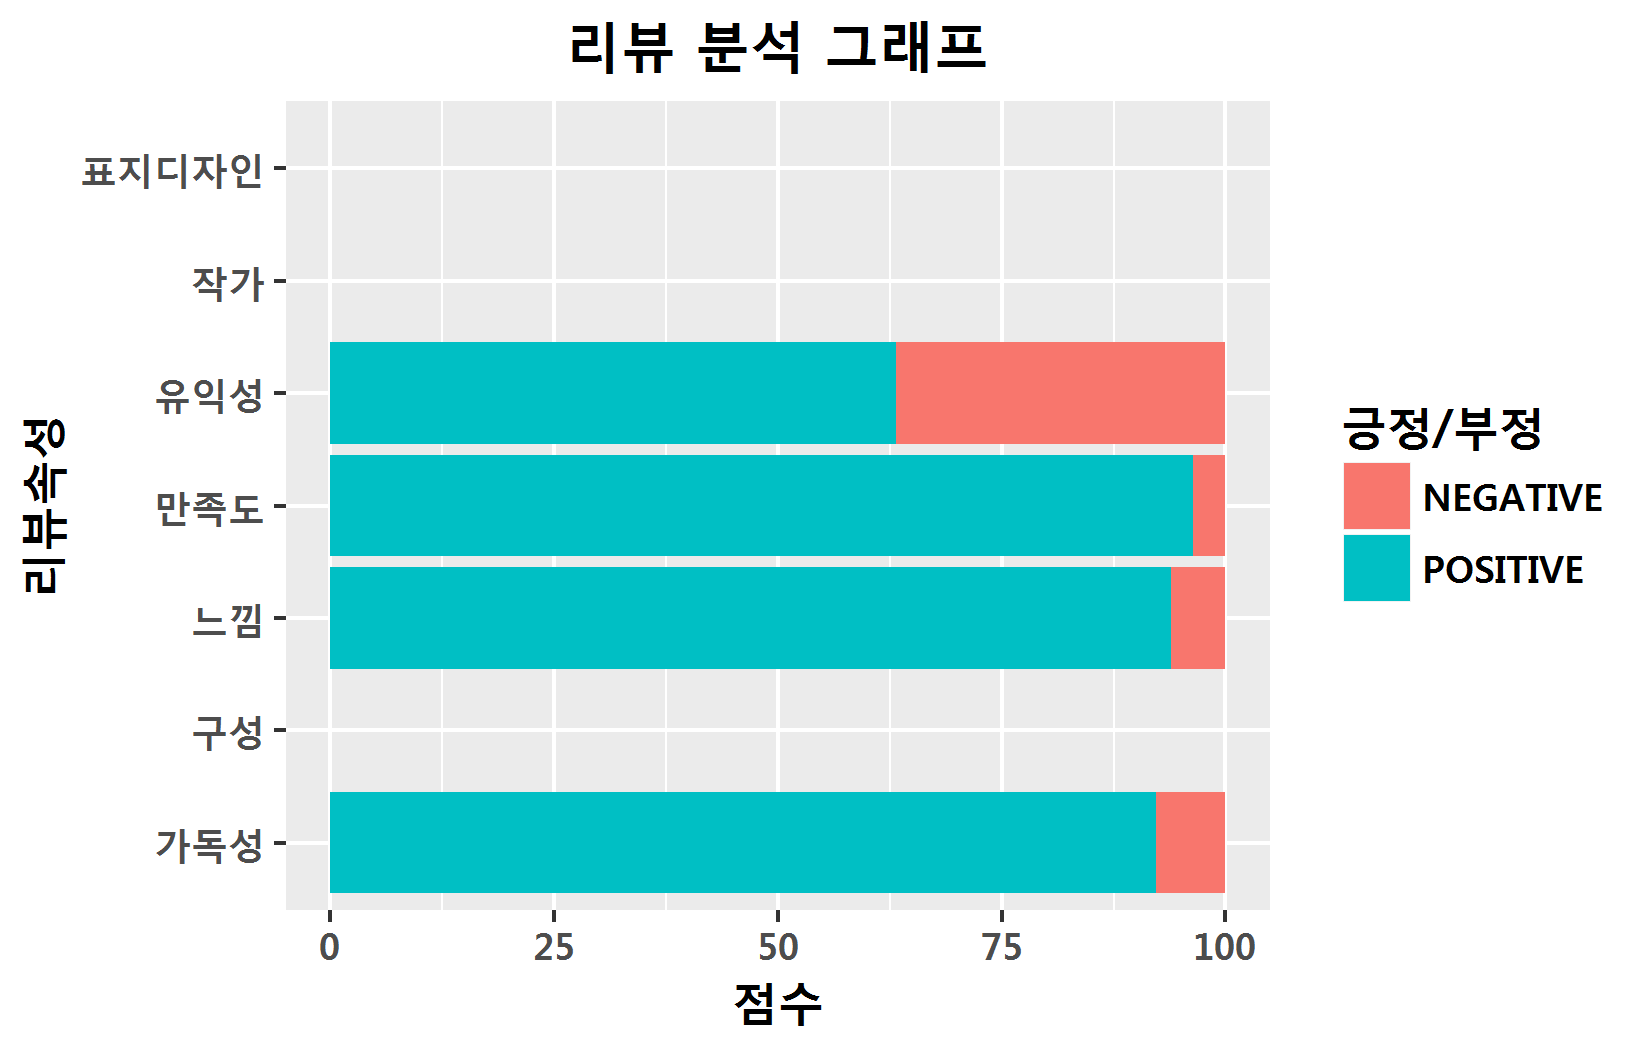 리뷰 분석 그래프
표지디자인
작가
유익성
만족도
느낌
구성
가독성
리뷰속성
0 25 50 75 100
점수
긍정/부정
NEGATIVE
POSITIVE